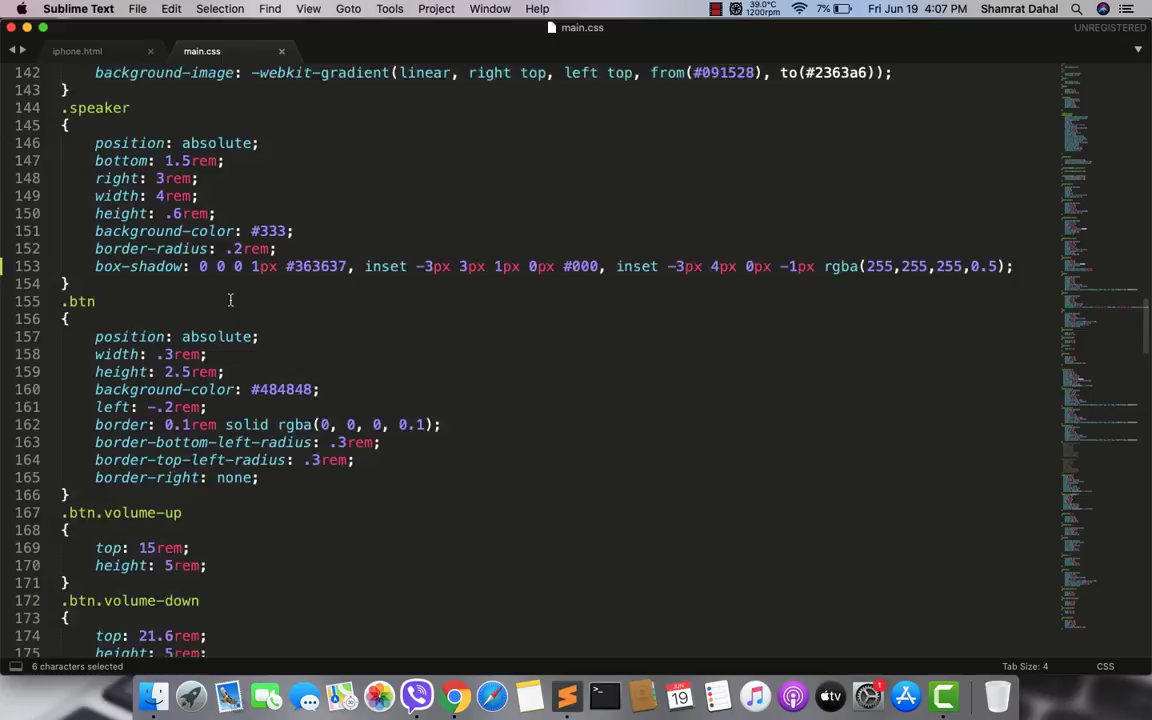 Sublime Text File Edit Selection Find View Goto Tools Project Window Help 39.0°C 1200rpm 7% Fri Jun 19 4:07 PM Shamrat Dahal
main.css UNREGISTERED
iphone.html main.css
142 background-image: -webkit-gradient(linear, right top, left top, from(#091528), to(#2363a6));
143 }
144 .speaker
145 {
146 position: absolute;
147 bottom: 1.5rem;
148 right: 3rem;
149 width: 4rem;
150 height: .6rem;
151 background-color: #333;
152 border-radius: .2rem;
153 box-shadow: 0 0 0 1px #363637, inset -3px 3px 1px 0px #000, inset -3px 4px 0px -1px rgba(255,255,255,0.5);
154 }
155 .btn
156 {
157 position: absolute;
158 width: .3rem;
159 height: 2.5rem;
160 background-color: #484848;
161 left: -.2rem;
162 border: 0.1rem solid rgba(0, 0, 0, 0.1);
163 border-bottom-left-radius: .3rem;
164 border-top-left-radius: .3rem;
165 border-right: none;
166 }
167 .btn.volume-up
168 {
169 top: 15rem;
170 height: 5rem;
171 }
172 .btn.volume-down
173 {
174 top: 21.6rem;
175 height: 5rem;
6 characters selected Tab Size: 4 CSS
JUN 19 tv 1